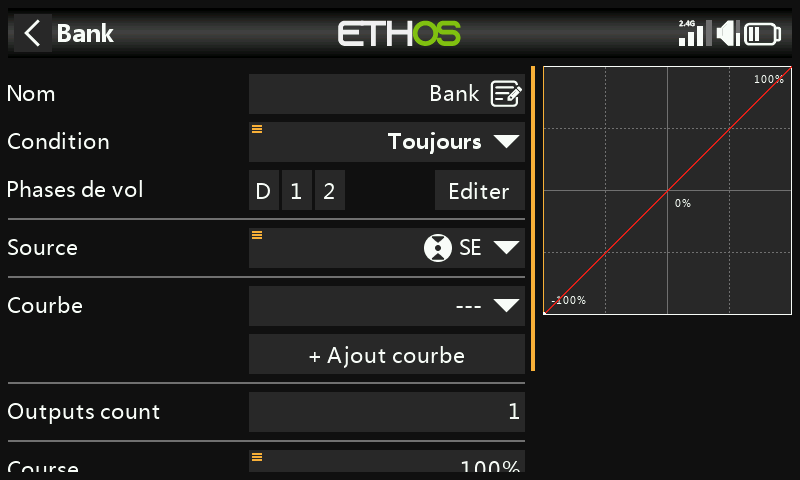 Bank
ETHOS
2.4G
Nom
Bank
Condition
Toujours
Phases de vol
D 1 2
Editer
Source
SE
Courbe
---
+ Ajout courbe
Outputs count
1
Course
100%
100%
0%
-100%